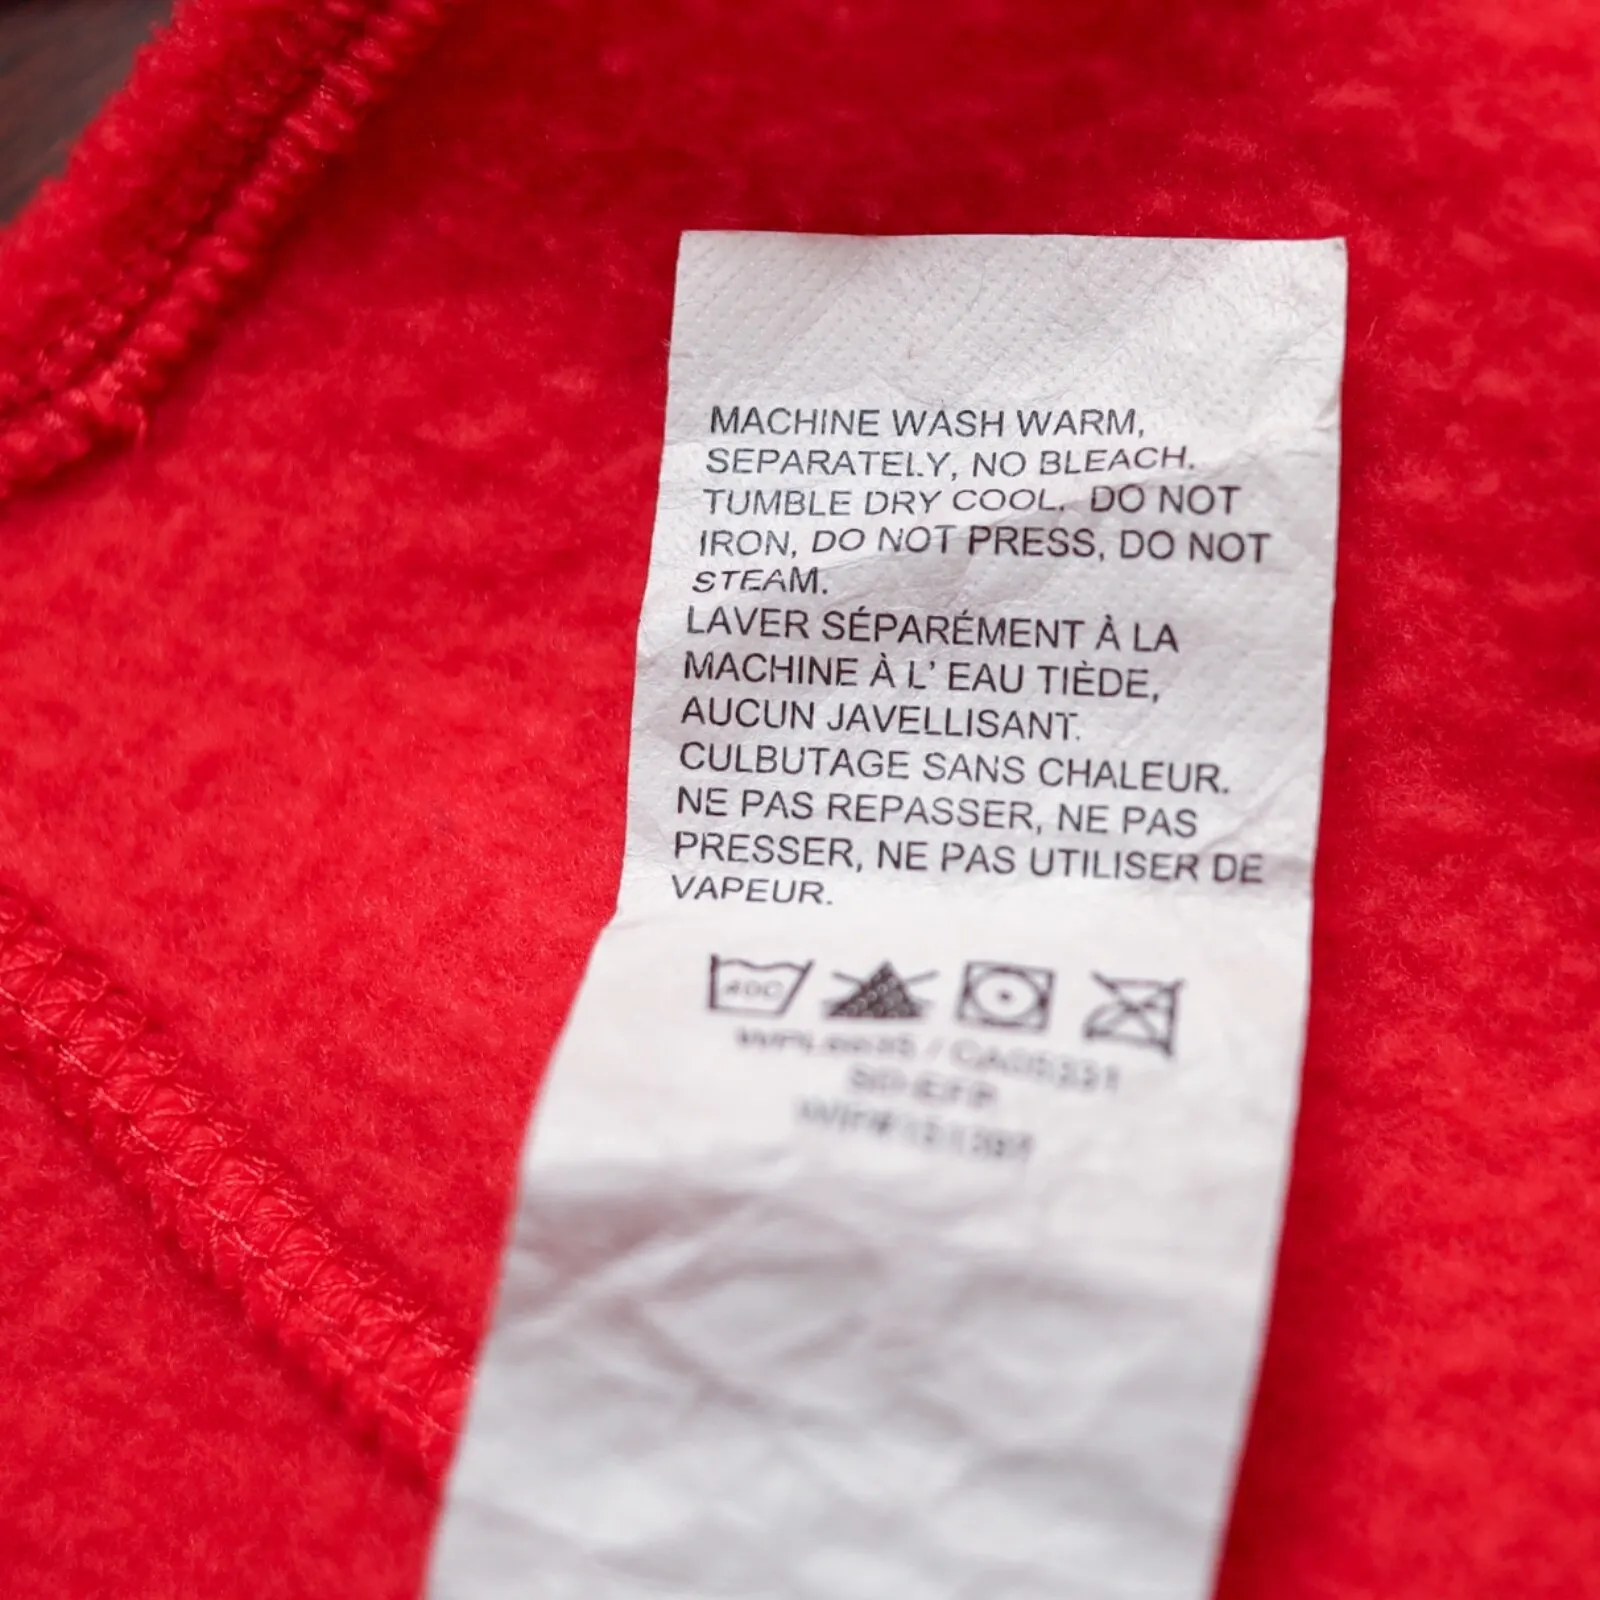 MACHINE WASH WARM,
SEPARATELY, NO BLEACH.
TUMBLE DRY COOL. DO NOT
IRON, DO NOT PRESS, DO NOT
STEAM.
LAVER SÉPARÉMENT À LA
MACHINE À L' EAU TIÈDE,
AUCUN JAVELLISANT.
CULBUTAGE SANS CHALEUR.
NE PAS REPASSER, NE PAS
PRESSER, NE PAS UTILISER DE
VAPEUR.
40C
/ CA05331